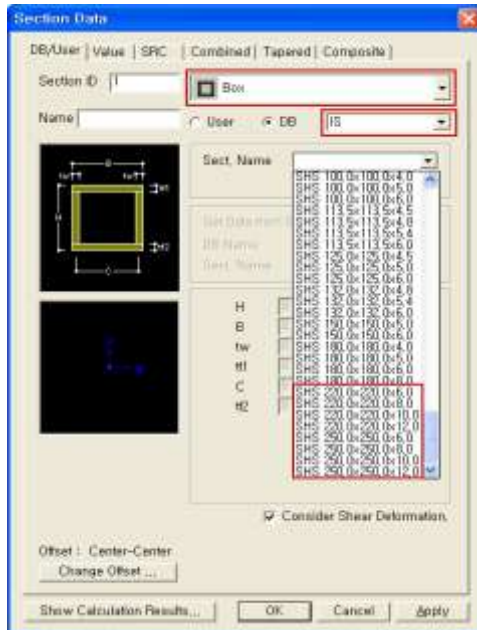 Section Data
DB/User Value SRC Combined Tapered Composite
Section ID 1
Box
Name
User DB IS
Sect. Name
SHS 100.0x100.0x4.0
SHS 100.0x100.0x5.0
SHS 100.0x100.0x6.0
SHS 113.5x113.5x4.5
SHS 113.5x113.5x4.8
SHS 113.5x113.5x5.4
SHS 113.5x113.5x6.0
SHS 125.0x125.0x4.5
SHS 125.0x125.0x5.0
SHS 125.0x125.0x6.0
SHS 132.0x132.0x4.8
SHS 132.0x132.0x5.4
SHS 132.0x132.0x6.0
SHS 150.0x150.0x5.0
SHS 150.0x150.0x6.0
SHS 180.0x180.0x4.0
SHS 180.0x180.0x5.0
SHS 180.0x180.0x6.0
SHS 180.0x180.0x8.0
SHS 220.0x220.0x6.0
SHS 220.0x220.0x8.0
SHS 220.0x220.0x10.0
SHS 220.0x220.0x12.0
SHS 250.0x250.0x6.0
SHS 250.0x250.0x8.0
SHS 250.0x250.0x10.0
SHS 250.0x250.0x12.0
DB Name
Sect. Name
B
tw tw
tf1
H
tf2
C
H
B
tw
tf1
C
tf2
Consider Shear Deformation.
Offset : Center-Center
Change Offset ...
Show Calculation Results...
OK
Cancel
Apply